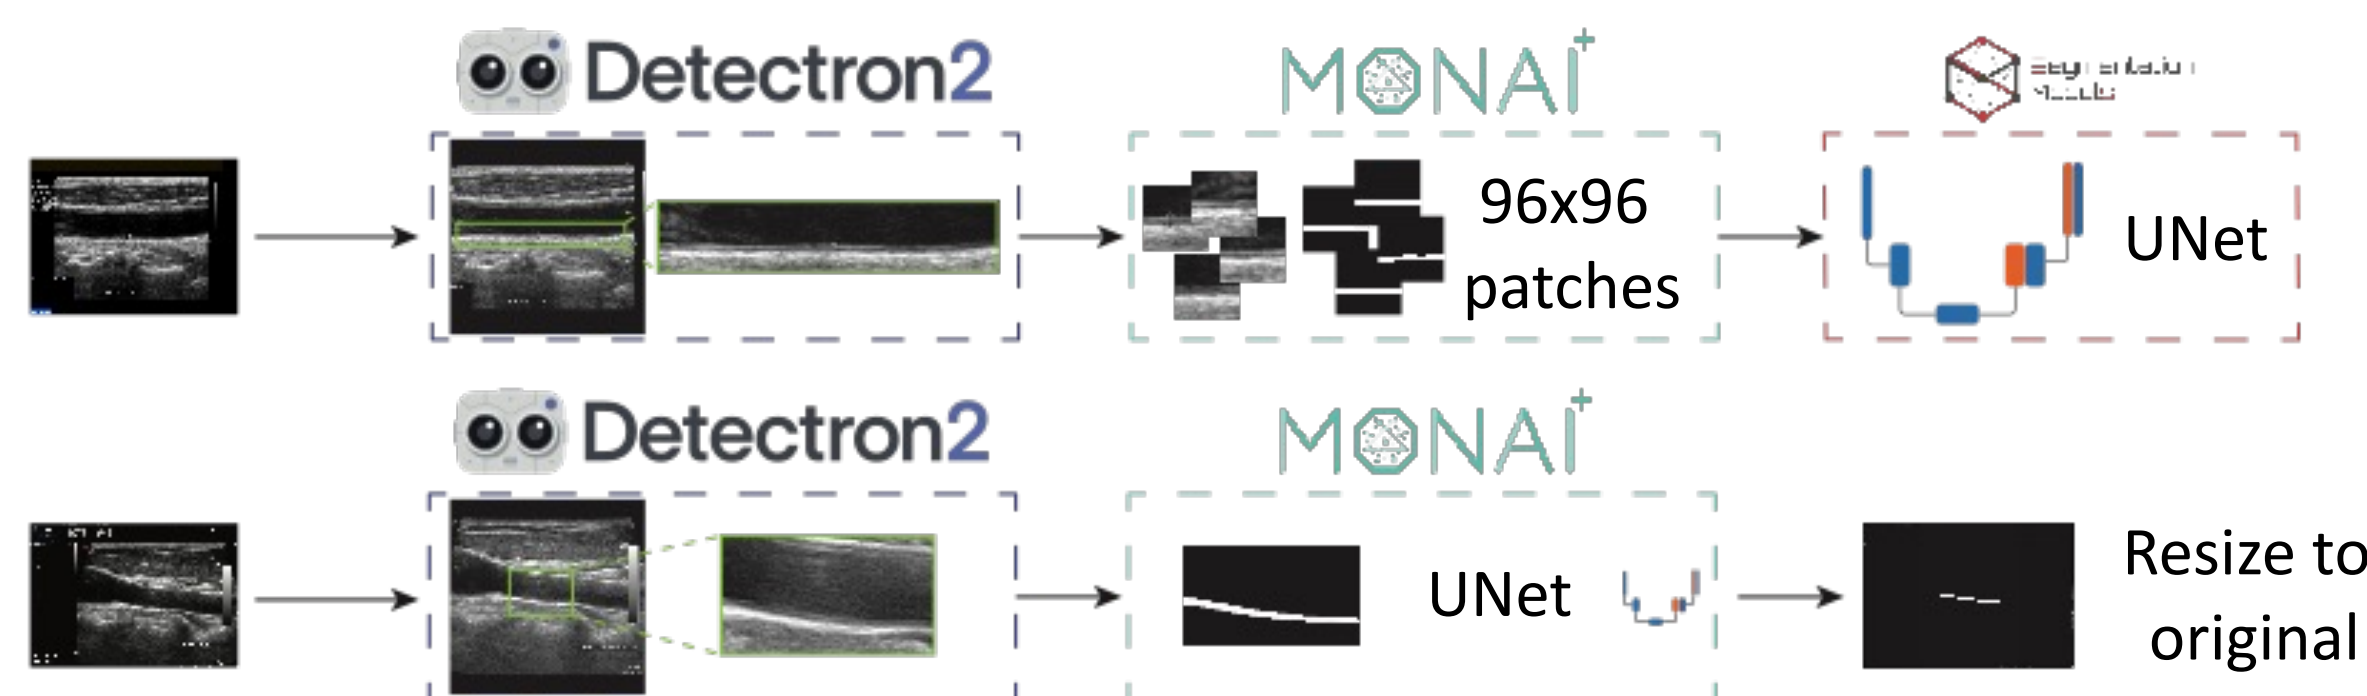 Detectron2
MONAI
96x96
patches
UNet
Detectron2
MONAI
UNet
Resize to
original